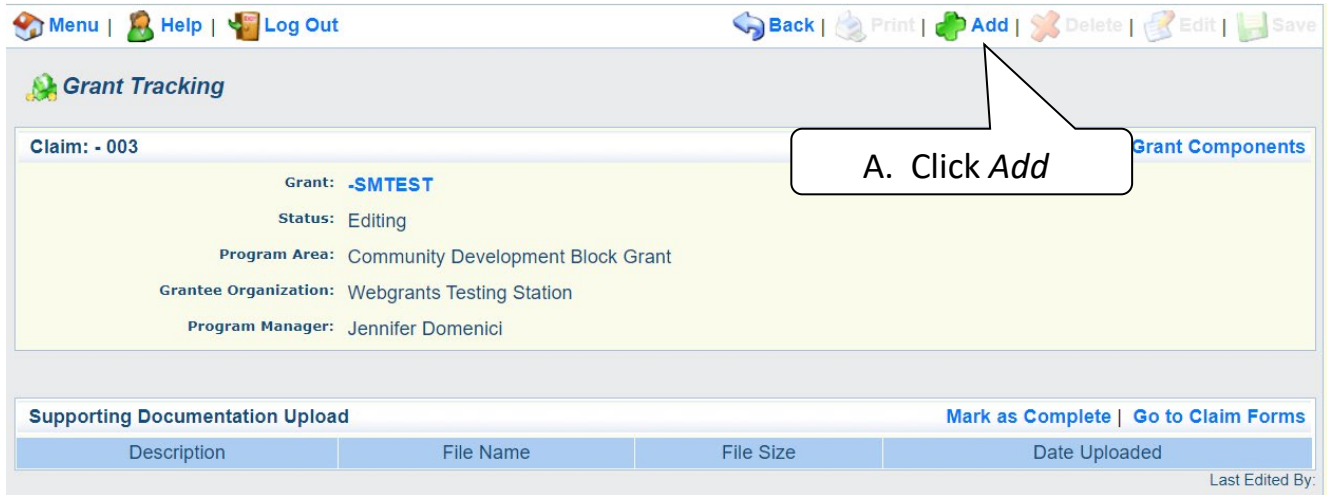 Menu | Help | Log Out Back | Print | Add | Delete | Edit | Save
Grant Tracking
Claim: - 003 Grant Components
A. Click Add
Grant: -SMTEST
Status: Editing
Program Area: Community Development Block Grant
Grantee Organization: Webgrants Testing Station
Program Manager: Jennifer Domenici
Supporting Documentation Upload Mark as Complete | Go to Claim Forms
Description File Name File Size Date Uploaded
Last Edited By: